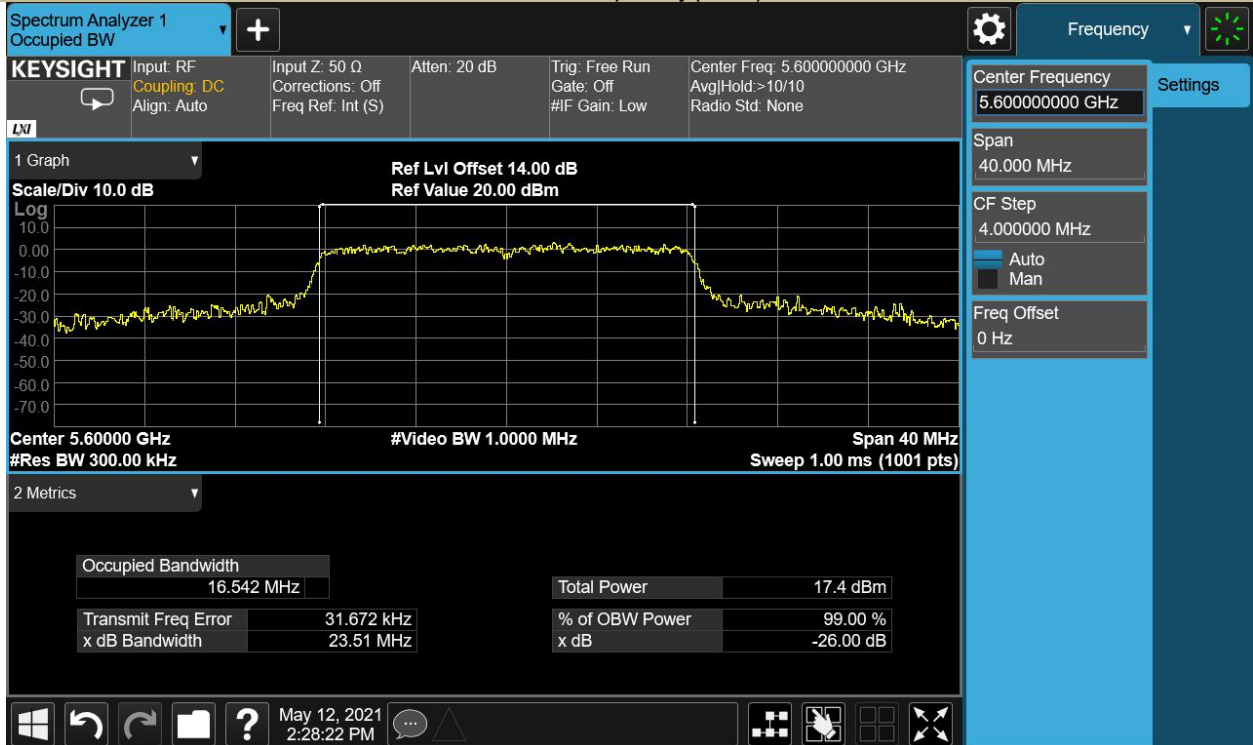 Spectrum Analyzer 1
Occupied BW
+
Frequency
KEYSIGHT
LXI
Input: RF
Coupling: DC
Align: Auto
Input Z: 50 Ω
Corrections: Off
Freq Ref: Int (S)
Atten: 20 dB
Trig: Free Run
Gate: Off
#IF Gain: Low
Center Freq: 5.600000000 GHz
Avg|Hold:>10/10
Radio Std: None
Center Frequency
5.600000000 GHz
Settings
Span
40.000 MHz
CF Step
4.000000 MHz
Auto
Man
Freq Offset
0 Hz
1 Graph
Scale/Div 10.0 dB
Ref Lvl Offset 14.00 dB
Ref Value 20.00 dBm
Log
10.0
0.00
-10.0
-20.0
-30.0
-40.0
-50.0
-60.0
-70.0
Center 5.60000 GHz
#Video BW 1.0000 MHz
Span 40 MHz
#Res BW 300.00 kHz
Sweep 1.00 ms (1001 pts)
2 Metrics
Occupied Bandwidth
16.542 MHz
Total Power 17.4 dBm
Transmit Freq Error 31.672 kHz
% of OBW Power 99.00 %
x dB Bandwidth 23.51 MHz
x dB -26.00 dB
?
May 12, 2021
2:28:22 PM